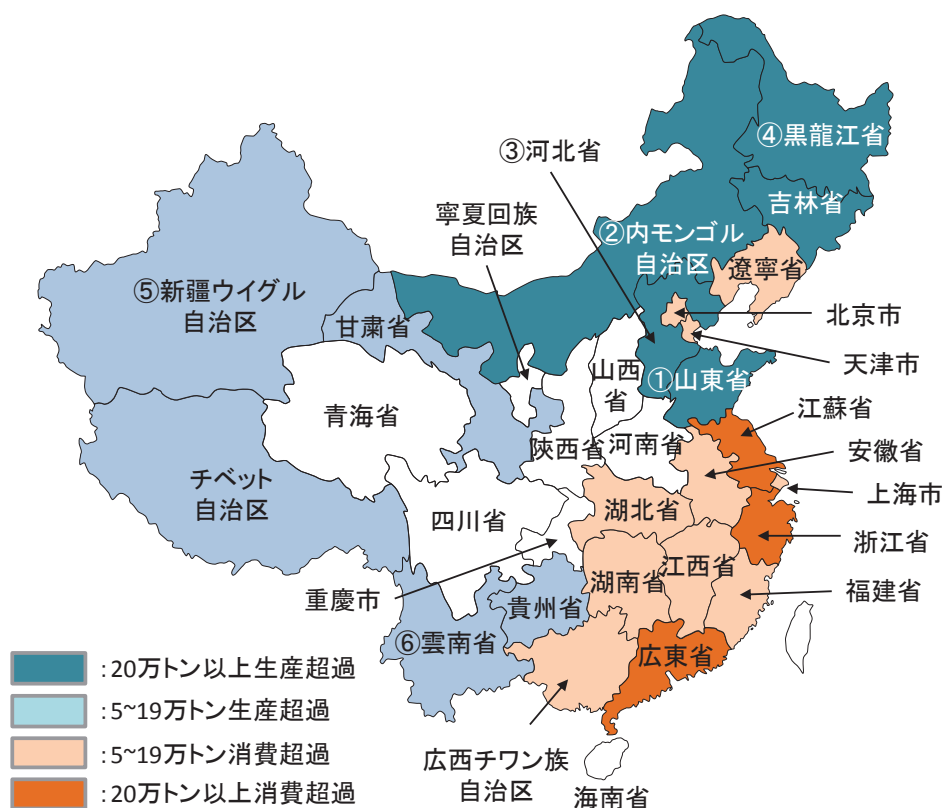 ④黒龍江省
③河北省
吉林省
寧夏回族
自治区
②内モンゴル
自治区
遼寧省
⑤新疆ウイグル
自治区
北京市
甘粛省
天津市
山西
省
①山東省
青海省
江蘇省
陝西省
河南省
安徽省
チベット
自治区
上海市
四川省
湖北省
浙江省
江西省
湖南省
福建省
重慶市
貴州省
⑥雲南省
広東省
:20万トン以上生産超過
:5~19万トン生産超過
:5~19万トン消費超過
:20万トン以上消費超過
広西チワン族
自治区
海南省